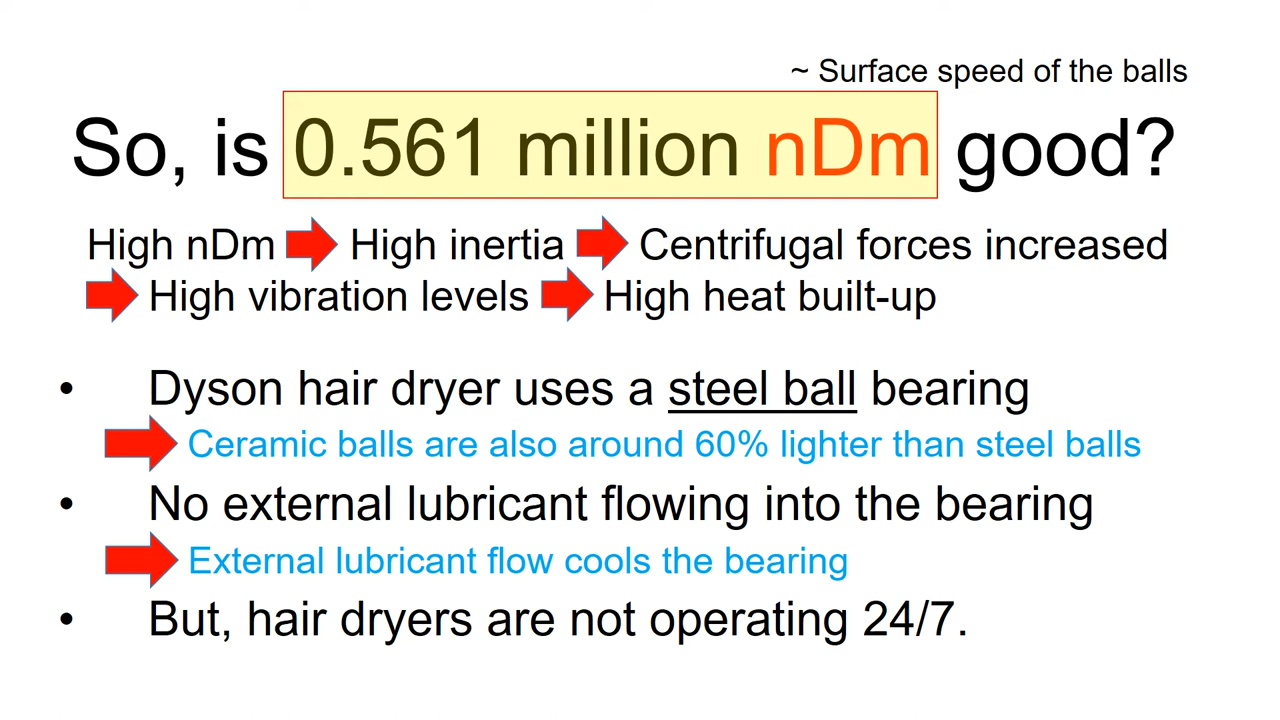 ~ Surface speed of the balls
So, is 0.561 million nDm good?
High nDm High inertia Centrifugal forces increased
High vibration levels High heat built-up
• Dyson hair dryer uses a steel ball bearing
Ceramic balls are also around 60% lighter than steel balls
• No external lubricant flowing into the bearing
External lubricant flow cools the bearing
• But, hair dryers are not operating 24/7.